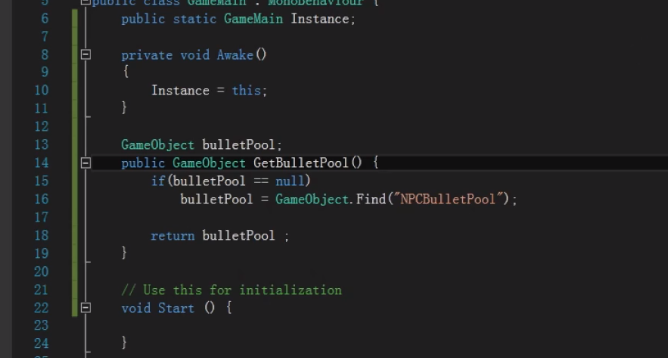 5 public class GameMain : MonoBehaviour {
6 public static GameMain Instance;
7
8 private void Awake()
9 {
10 Instance = this;
11 }
12
13 GameObject bulletPool;
14 public GameObject GetBulletPool() {
15 if(bulletPool == null)
16 bulletPool = GameObject.Find("NPCBulletPool");
17
18 return bulletPool ;
19 }
20
21 // Use this for initialization
22 void Start () {
23
24 }